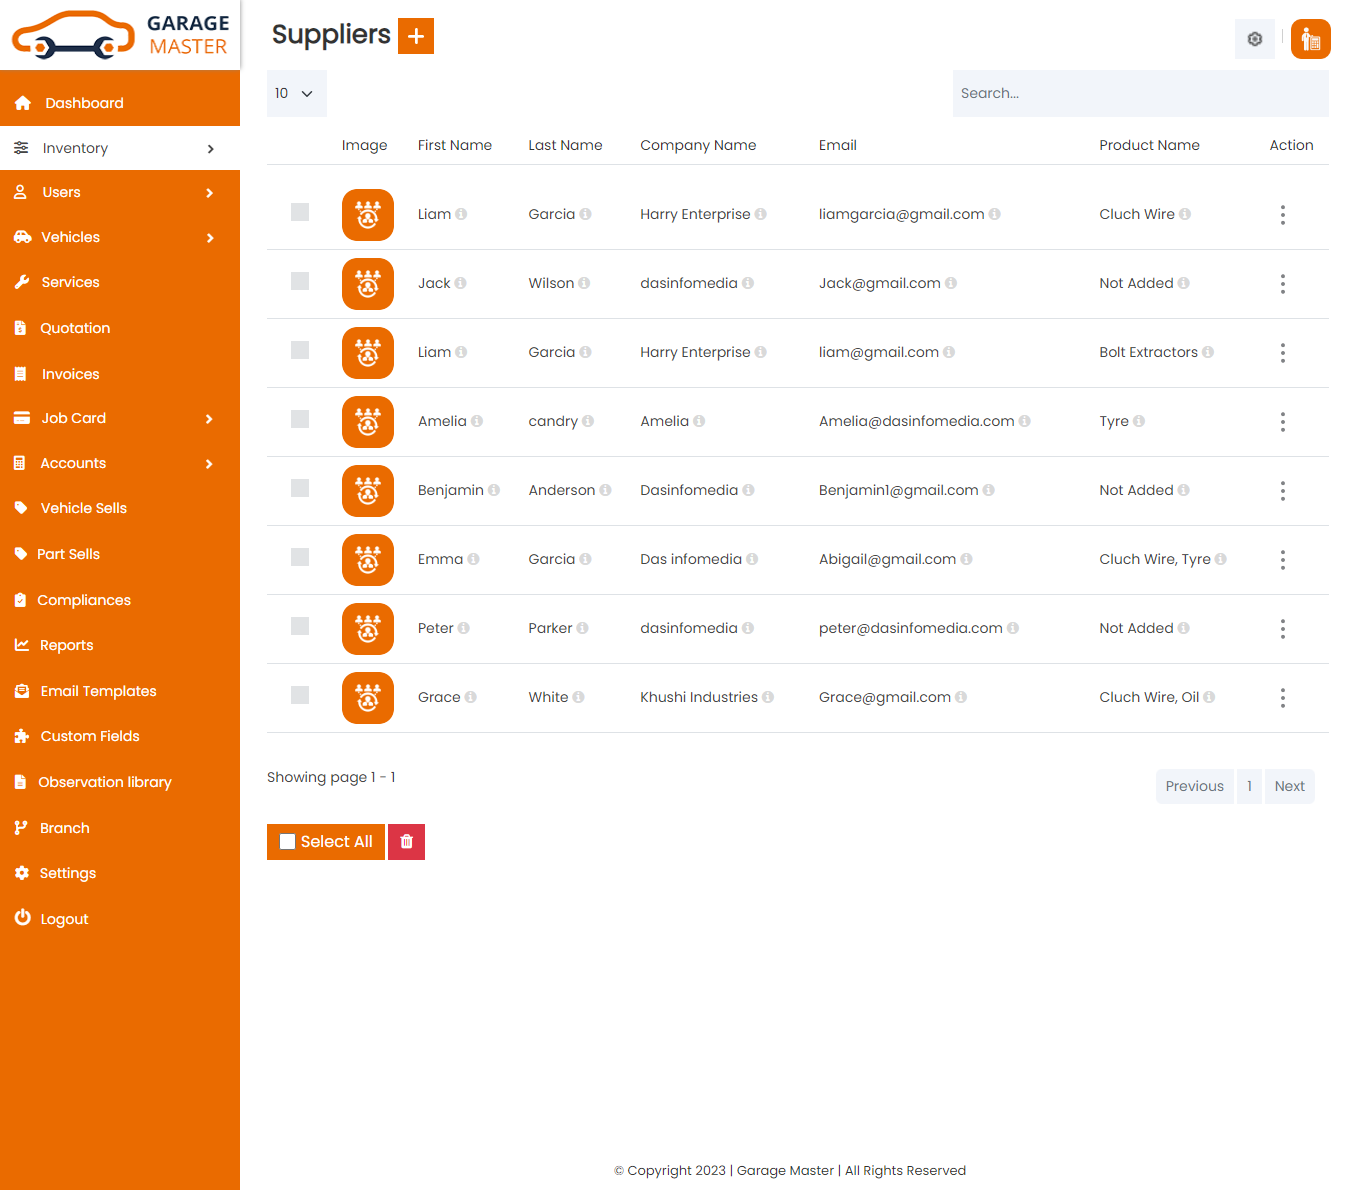 GARAGE
MASTER
Suppliers
Dashboard
Inventory
Users
Vehicles
Services
Quotation
Invoices
Job Card
Accounts
Vehicle Sells
Part Sells
Compliances
Reports
Email Templates
Custom Fields
Observation library
Branch
Settings
Logout
10
Search...
Image First Name Last Name Company Name Email Product Name Action
Liam Garcia Harry Enterprise liamgarcia@gmail.com Cluch Wire
Jack Wilson dasinfomedia Jack@gmail.com Not Added
Liam Garcia Harry Enterprise liam@gmail.com Bolt Extractors
Amelia candry Amelia Amelia@dasinfomedia.com Tyre
Benjamin Anderson Dasinfomedia Benjamin1@gmail.com Not Added
Emma Garcia Das infomedia Abigail@gmail.com Cluch Wire, Tyre
Peter Parker dasinfomedia peter@dasinfomedia.com Not Added
Grace White Khushi Industries Grace@gmail.com Cluch Wire, Oil
Showing page 1 - 1
Previous 1 Next
Select All
© Copyright 2023 | Garage Master | All Rights Reserved